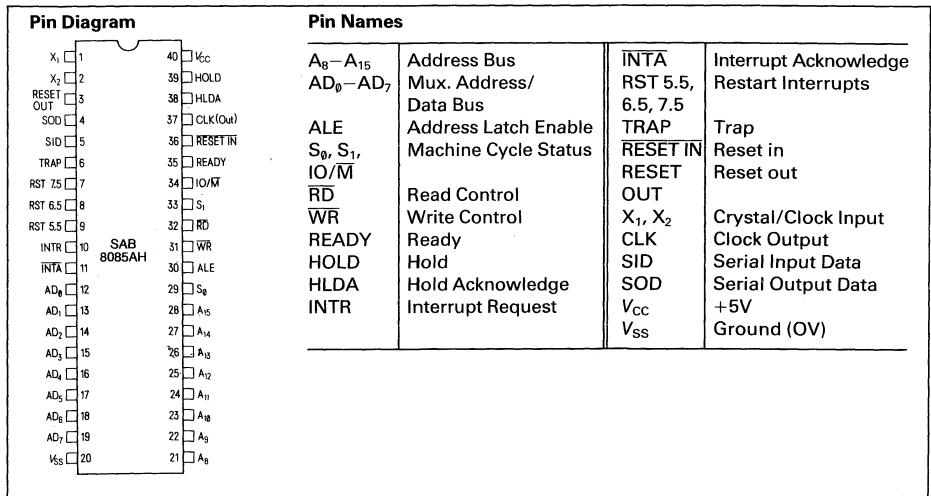 Pin Diagram
X₁ 1 40 VCC
X₂ 2 39 HOLD
RESET OUT 3 38 HLDA
SOD 4 37 CLK(Out)
SID 5 36 RESET IN
TRAP 6 35 READY
RST 7.5 7 34 IO/M
RST 6.5 8 33 S₁
RST 5.5 9 32 RD
INTR 10 31 WR
INTA 11 30 ALE
AD₀ 12 29 S₀
AD₁ 13 28 A₁₅
AD₂ 14 27 A₁₄
AD₃ 15 26 A₁₃
AD₄ 16 25 A₁₂
AD₅ 17 24 A₁₁
AD₆ 18 23 A₁₀
AD₇ 19 22 A₉
VSS 20 21 A₈
SAB
8085AH
Pin Names
A₈–A₁₅ Address Bus
AD₀–AD₇ Mux. Address/
Data Bus
ALE Address Latch Enable
S₀, S₁, Machine Cycle Status
IO/M
RD Read Control
WR Write Control
READY Ready
HOLD Hold
HLDA Hold Acknowledge
INTR Interrupt Request
INTA Interrupt Acknowledge
RST 5.5, Restart Interrupts
6.5, 7.5
TRAP Trap
RESET IN Reset in
RESET Reset out
OUT
X₁, X₂ Crystal/Clock Input
CLK Clock Output
SID Serial Input Data
SOD Serial Output Data
VCC +5V
VSS Ground (OV)